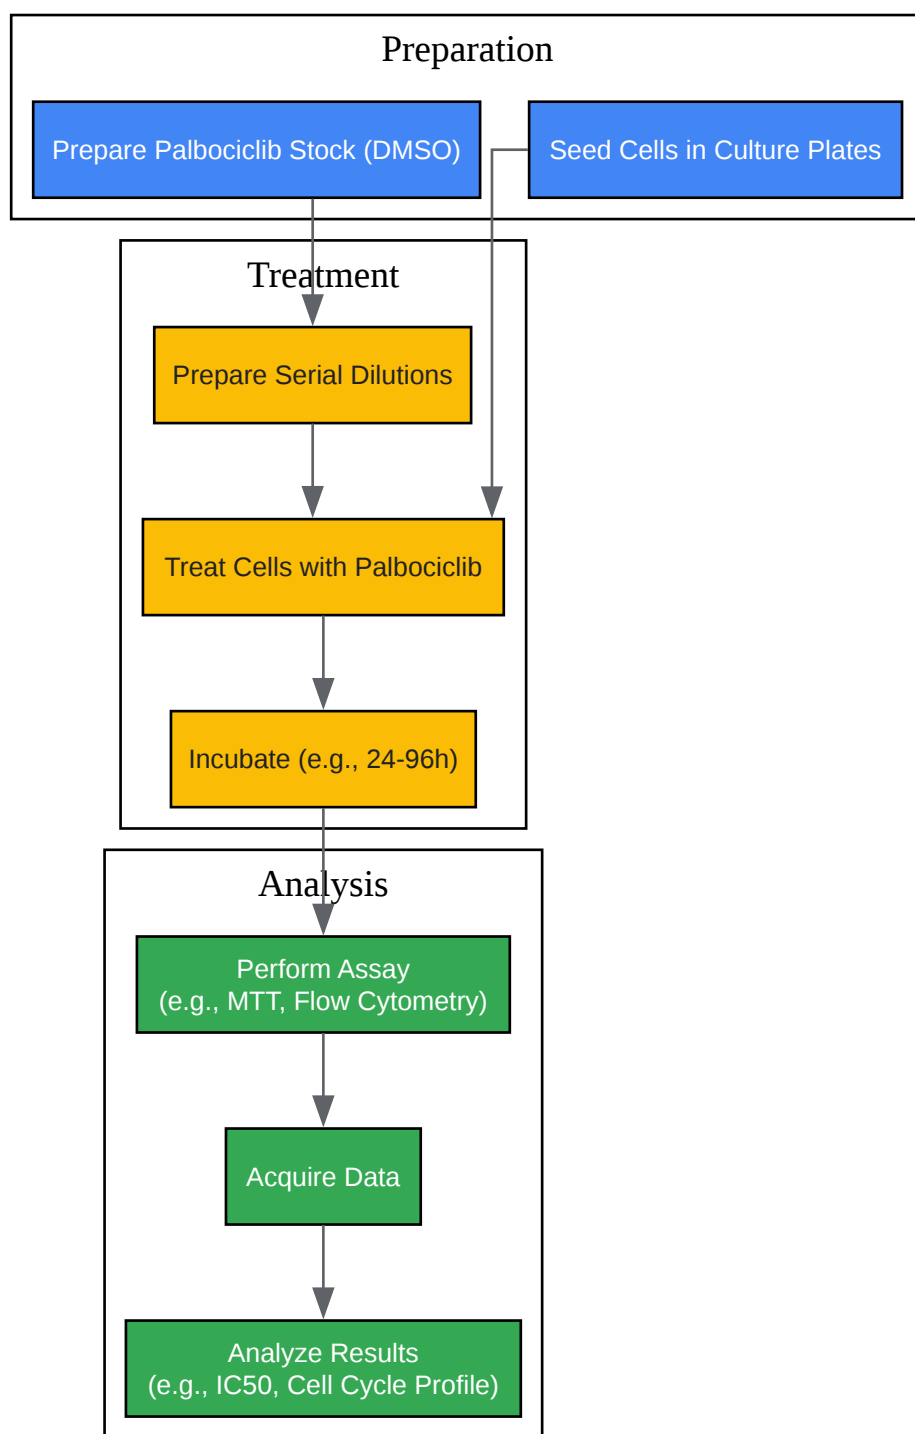 Preparation
Prepare Palbociclib Stock (DMSO)
Seed Cells in Culture Plates
Treatment
Prepare Serial Dilutions
Treat Cells with Palbociclib
Incubate (e.g., 24-96h)
Analysis
Perform Assay
(e.g., MTT, Flow Cytometry)
Acquire Data
Analyze Results
(e.g., IC50, Cell Cycle Profile)